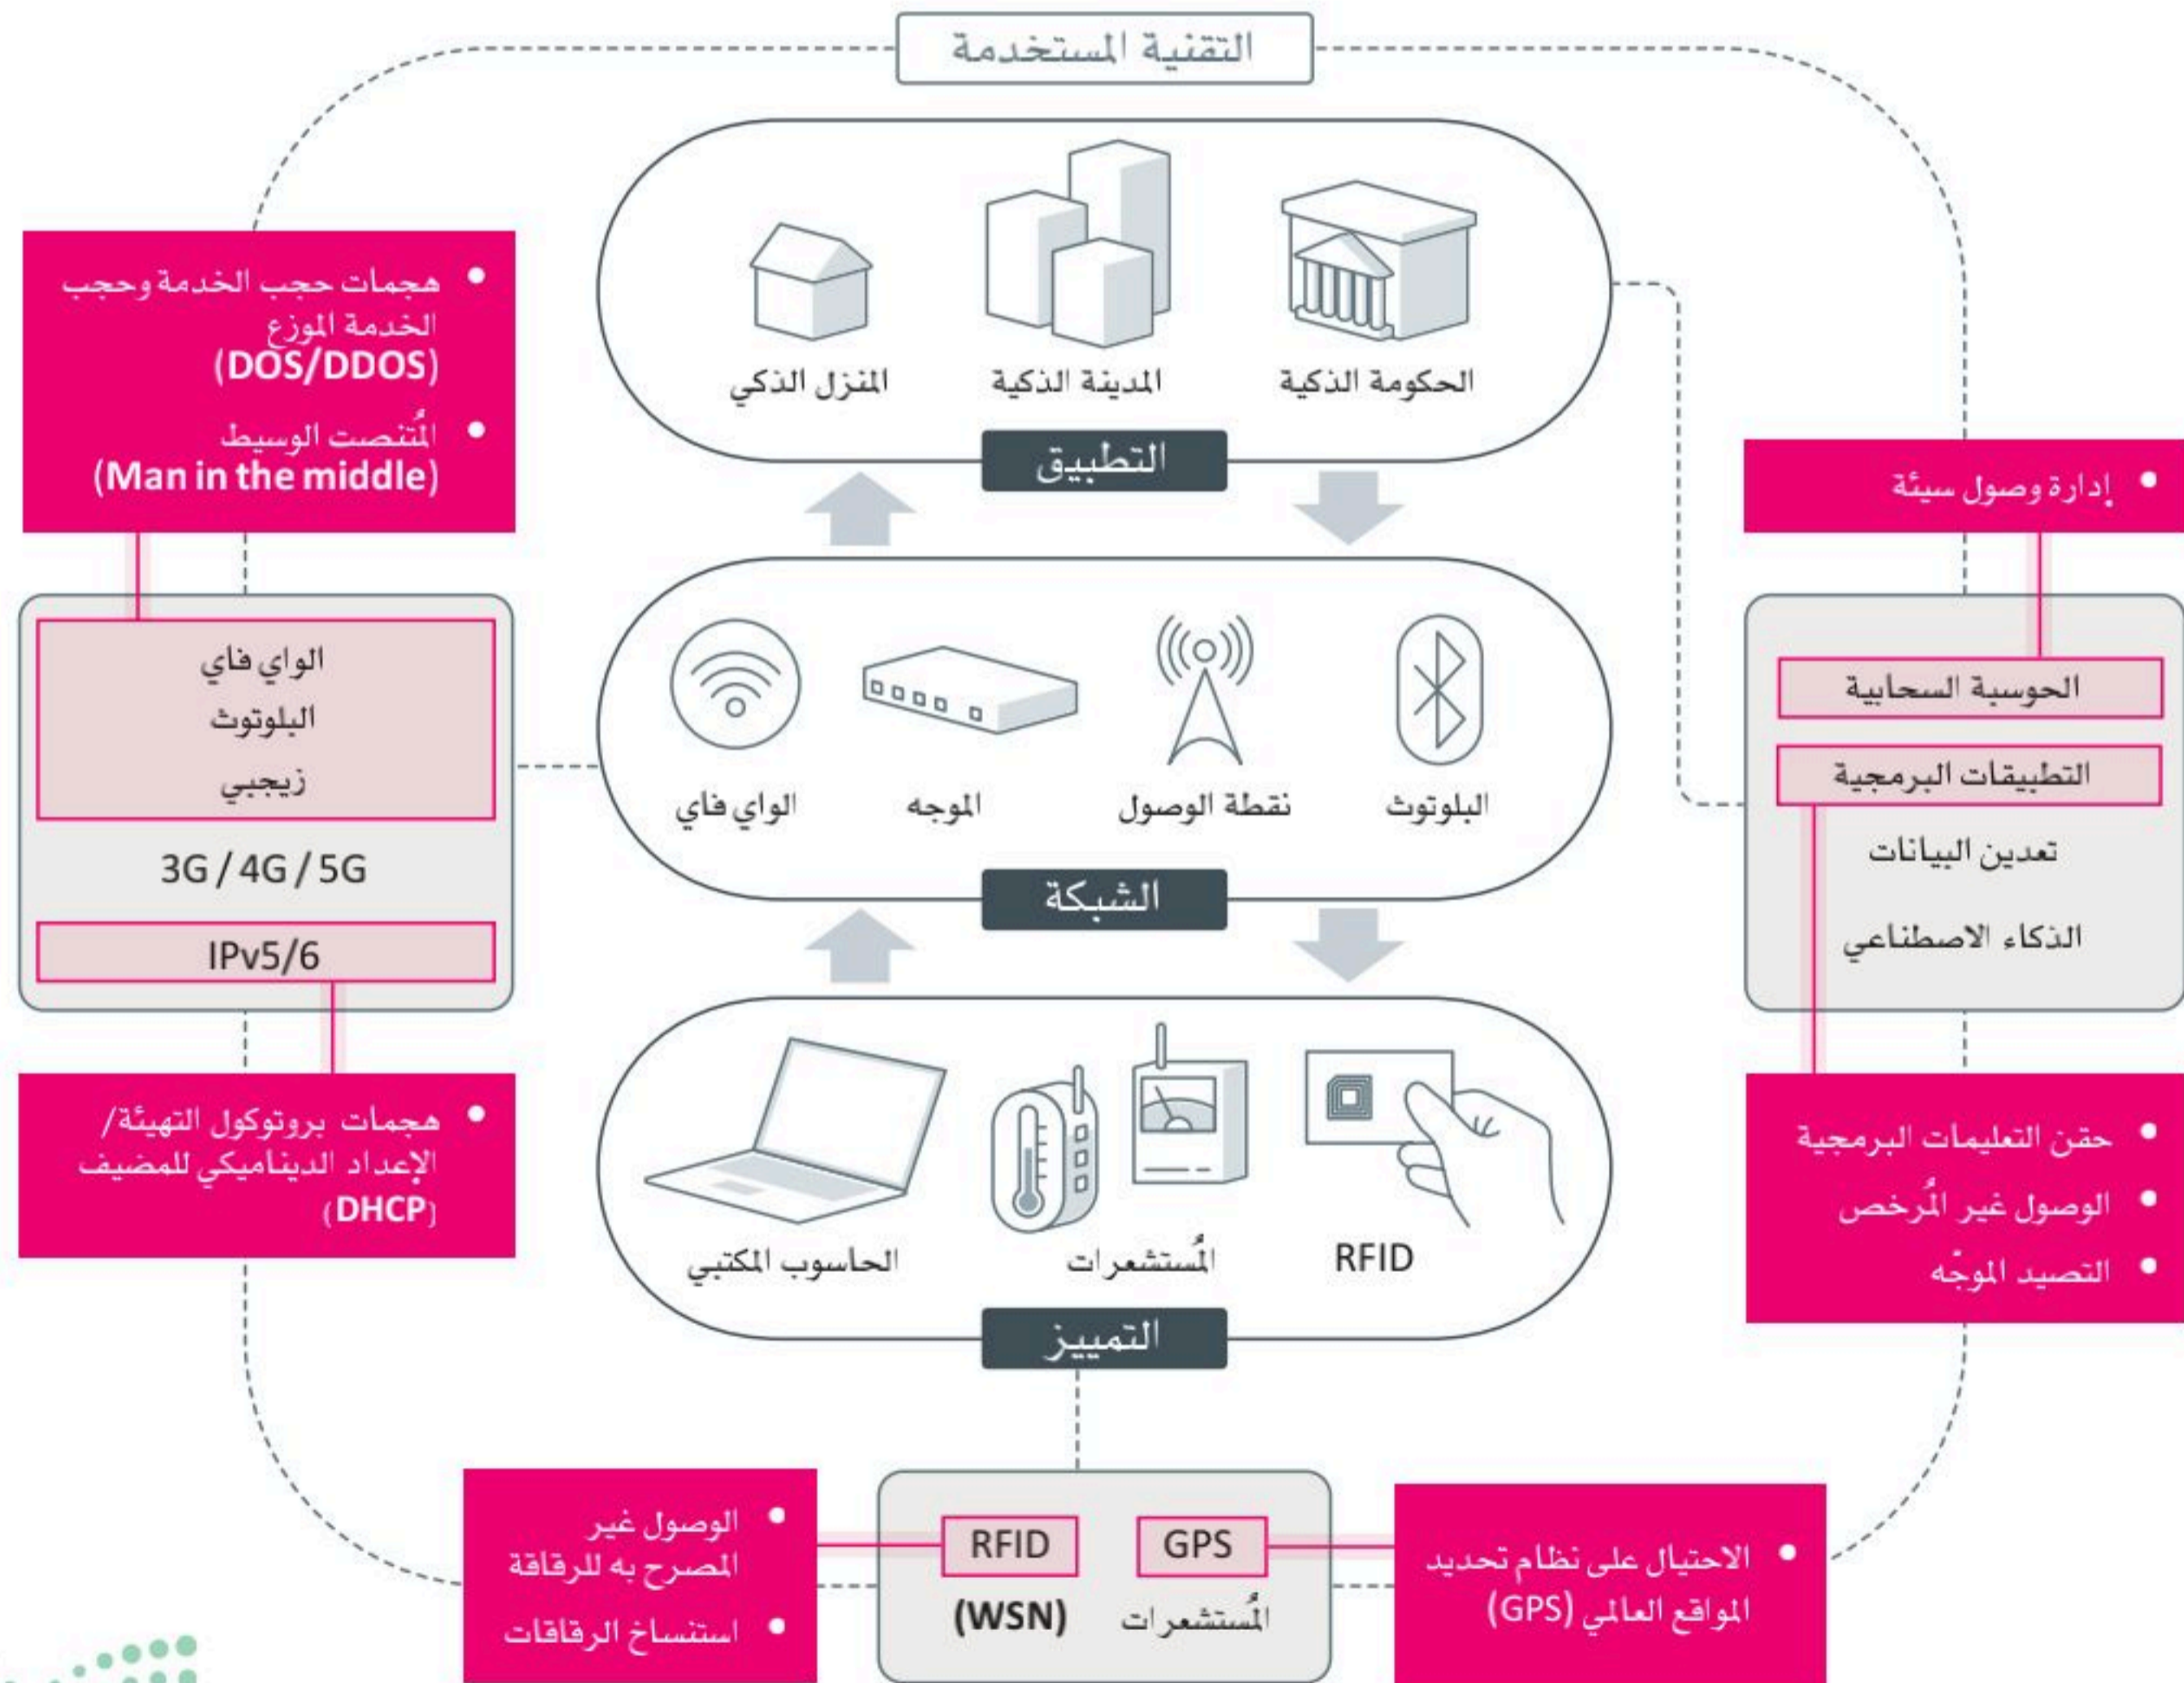 التقنية المستخدمة
المنزل الذكي
المدينة الذكية
الحكومة الذكية
التطبيق
• هجمات حجب الخدمة وحجب
الخدمة الموزع
(DOS/DDOS)
• المُتنصت الوسيط
(Man in the middle)
• إدارة وصول سيئة
الواي فاي
البلوتوث
زيجبي
3G / 4G / 5G
IPv5/6
الواي فاي
الموجه
نقطة الوصول
البلوتوث
الشبكة
الحوسبة السحابية
التطبيقات البرمجية
تعدين البيانات
الذكاء الاصطناعي
• هجمات بروتوكول التهيئة/
الإعداد الديناميكي للمضيف
(DHCP)
الحاسوب المكتبي
المُستشعرات
RFID
التمييز
• حقن التعليمات البرمجية
• الوصول غير المُرخص
• التصيد الموجّه
• الوصول غير
المصرح به للرقاقة
• استنساخ الرقاقات
RFID
GPS
(WSN)
المُستشعرات
• الاحتيال على نظام تحديد
المواقع العالمي (GPS)